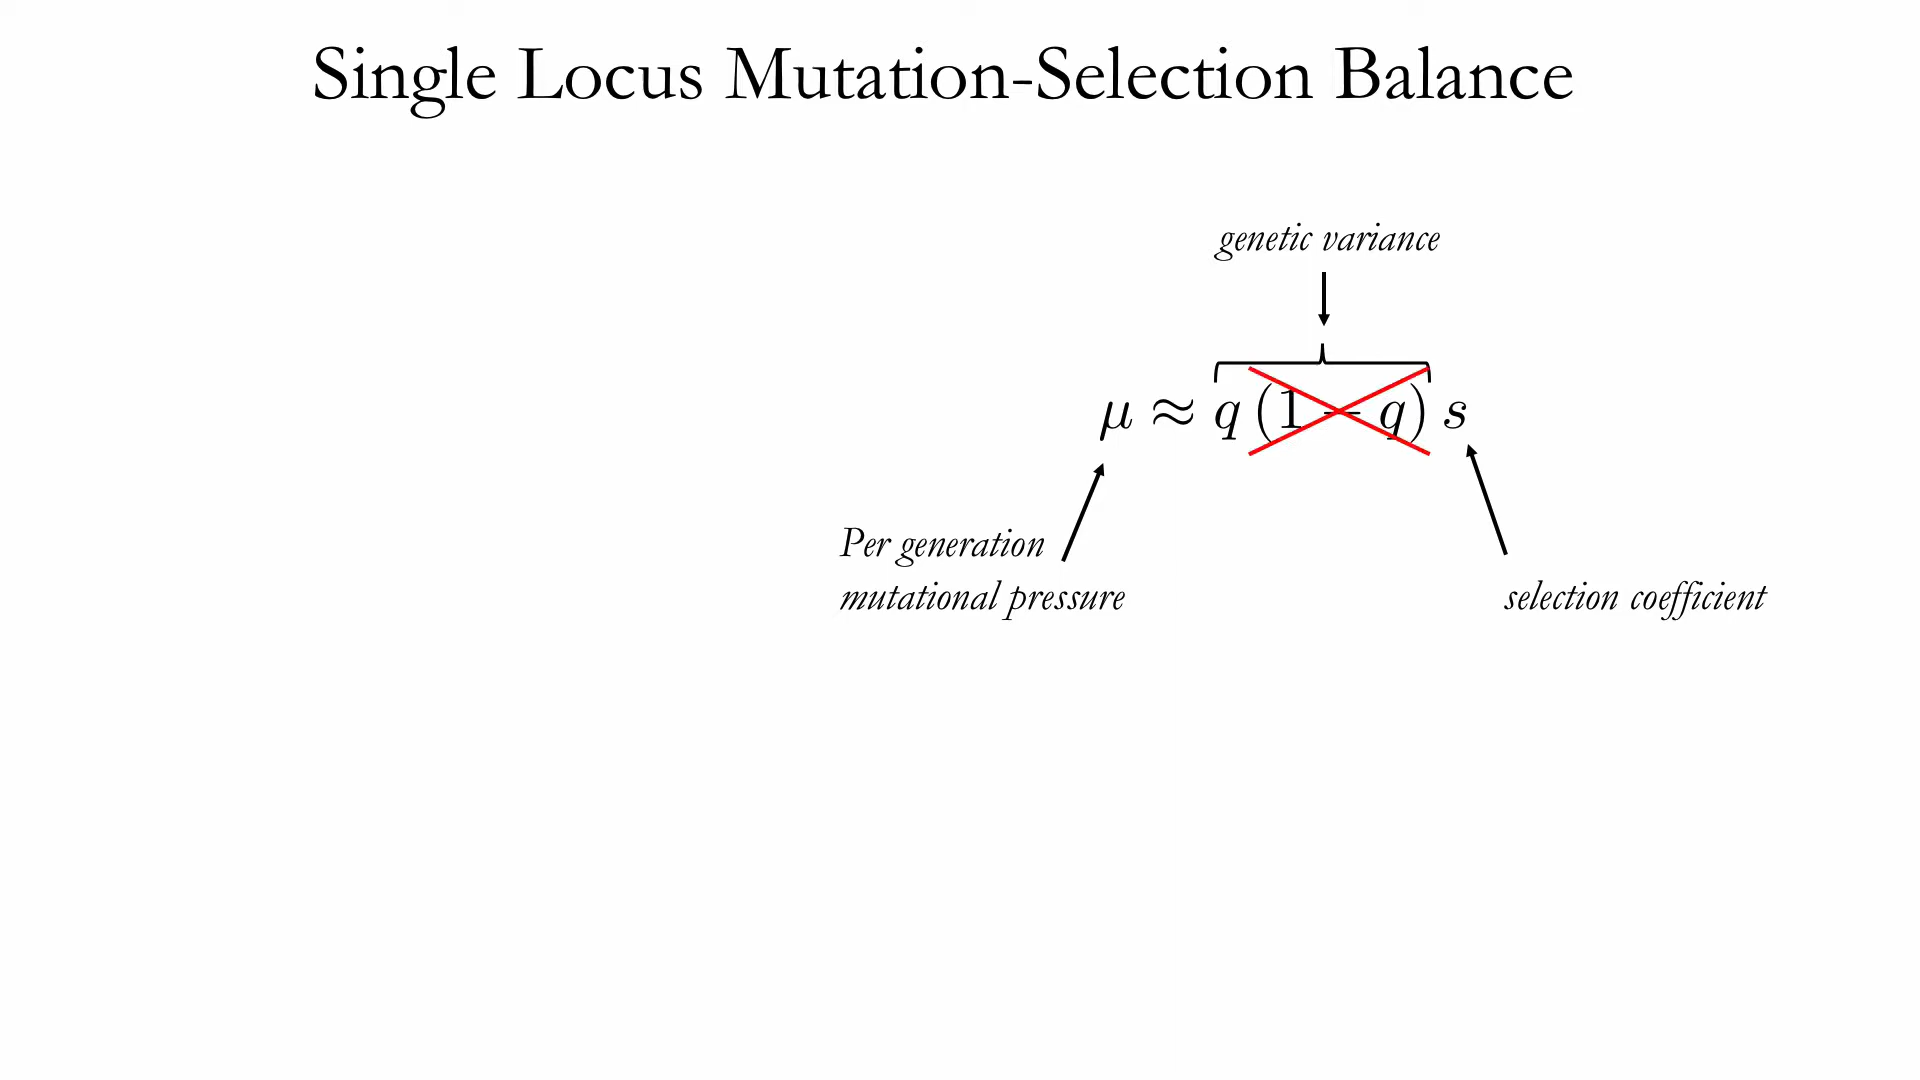 Single Locus Mutation-Selection Balance
genetic variance
μ ≈ q (1 − q) s
Per generation
mutational pressure
selection coefficient